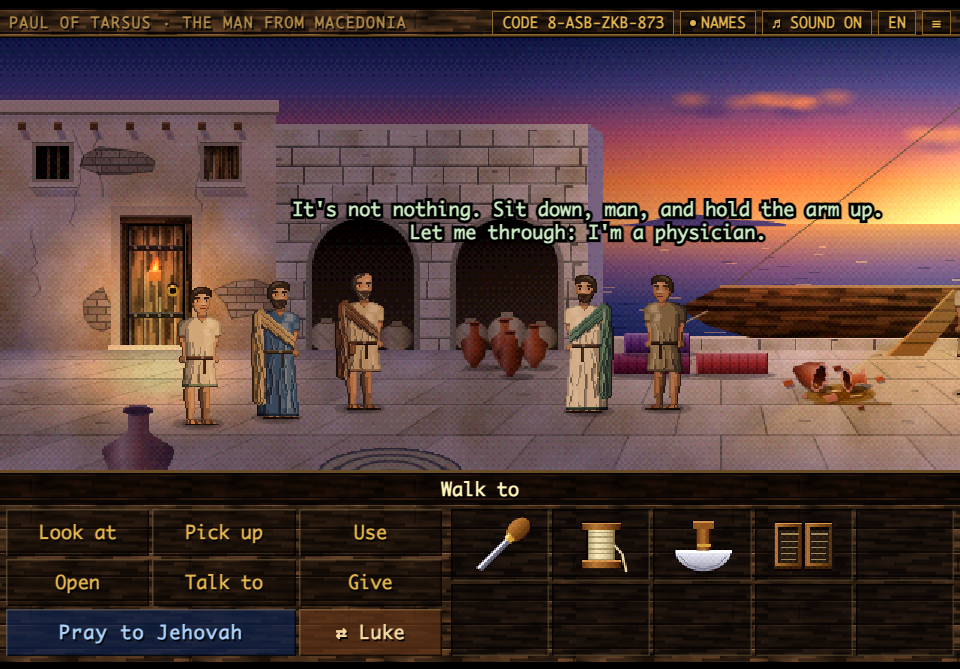 PAUL OF TARSUS · THE MAN FROM MACEDONIA
CODE 8-ASB-ZKB-873
• NAMES
♬ SOUND ON
EN
≡
It's not nothing. Sit down, man, and hold the arm up.
Let me through: I'm a physician.
Walk to
Look at
Pick up
Use
Open
Talk to
Give
Pray to Jehovah
⇄ Luke